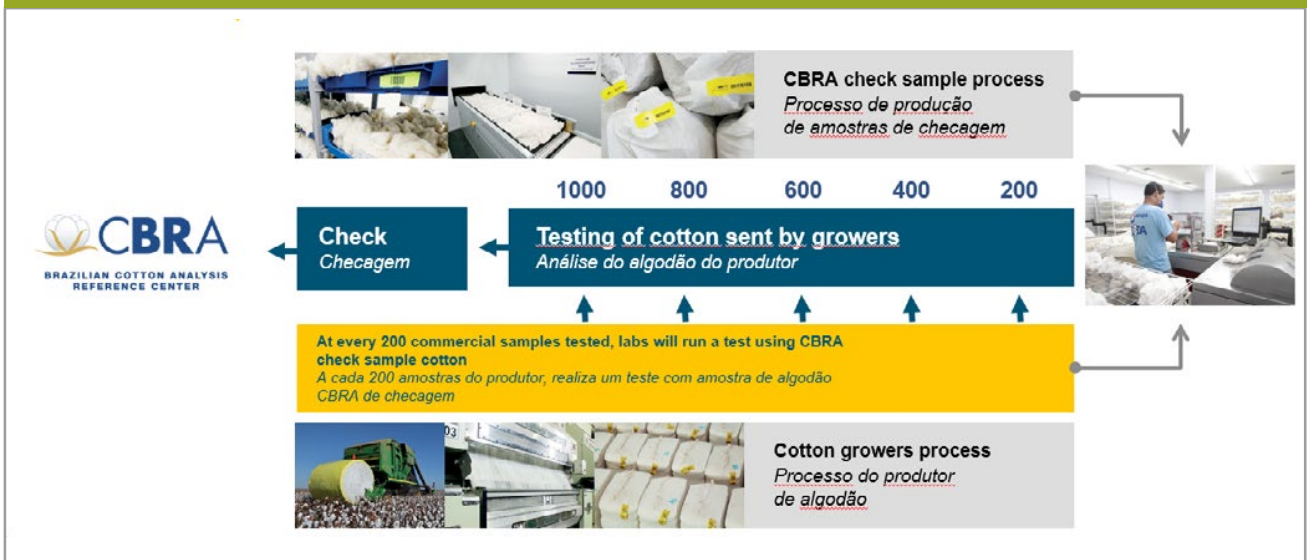 CBRA check sample process
Processo de produção
de amostras de checagem
1000 800 600 400 200
CBRA
BRAZILIAN COTTON ANALYSIS
REFERENCE CENTER
Check
Checagem
Testing of cotton sent by growers
Análise do algodão do produtor
At every 200 commercial samples tested, labs will run a test using CBRA
check sample cotton
A cada 200 amostras do produtor, realiza um teste com amostra de algodão
CBRA de checagem
03
Cotton growers process
Processo do produtor
de algodão